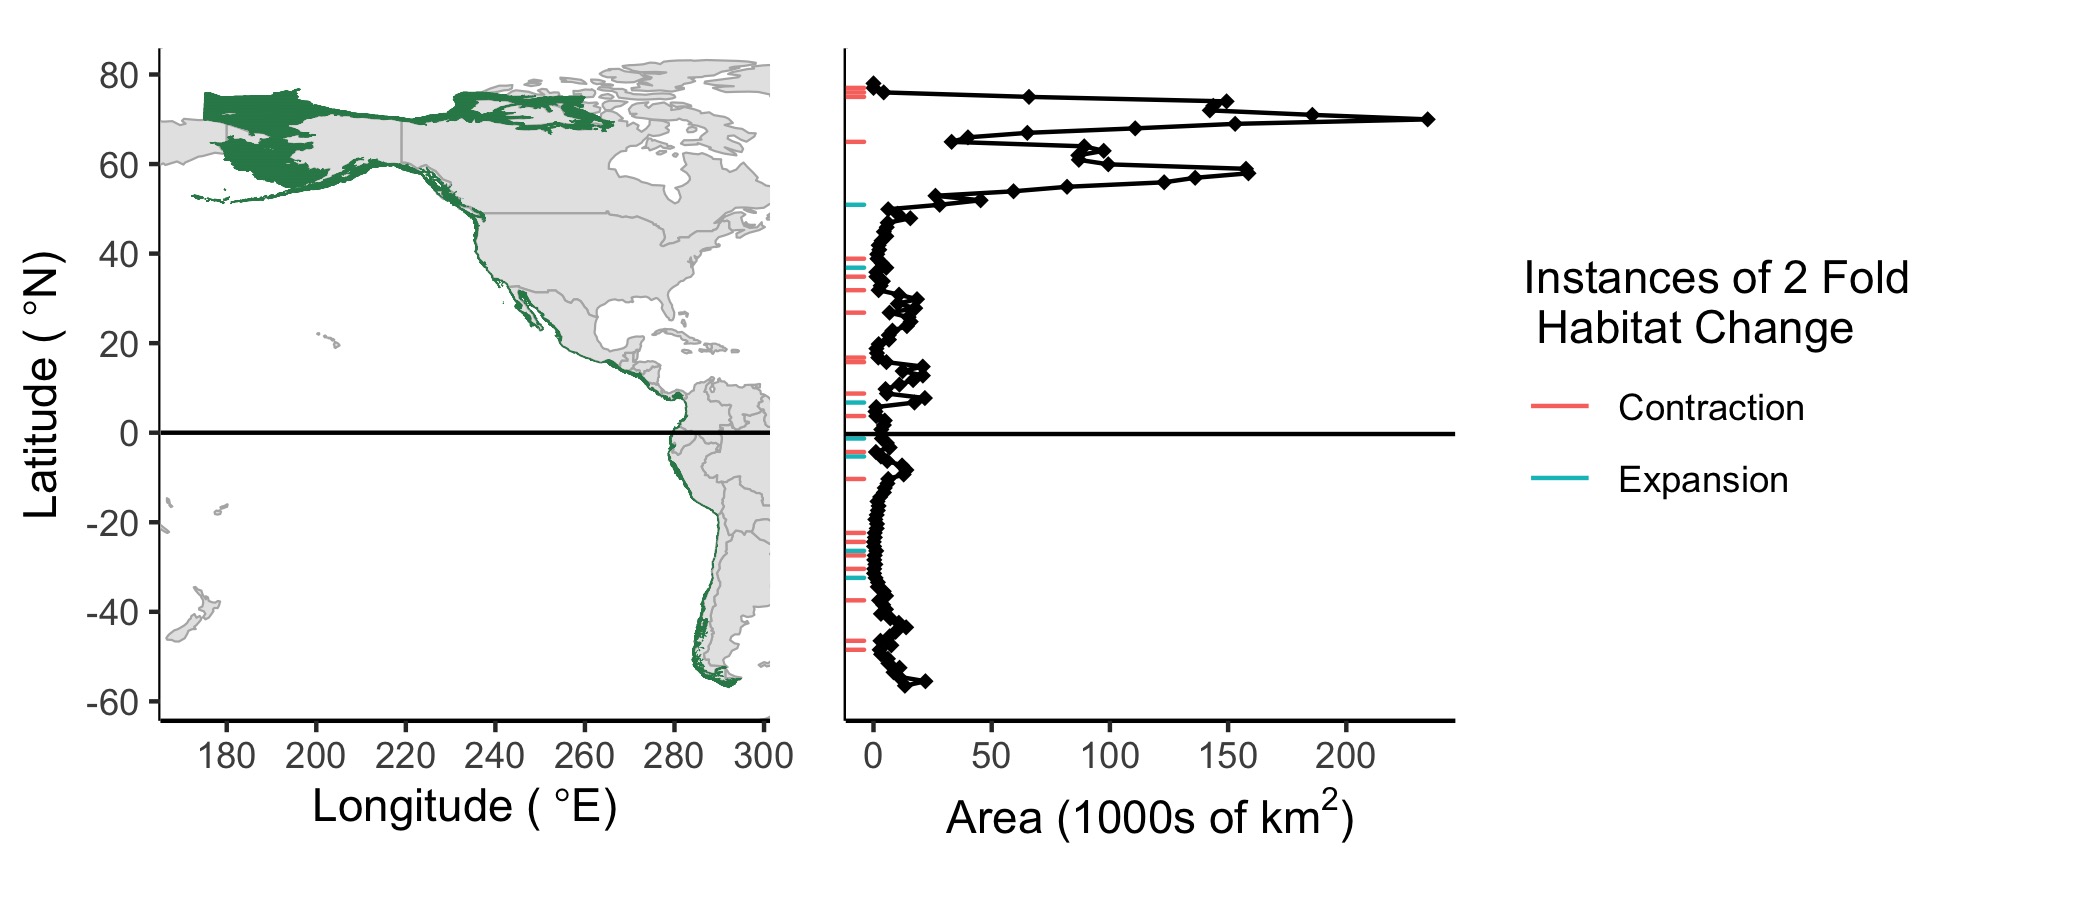 80
60
40
20
0
-20
-40
-60
Latitude ( °N)
180 200 220 240 260 280 300
Longitude ( °E)
0 50 100 150 200
Area (1000s of km²)
Instances of 2 Fold
Habitat Change
Contraction
Expansion